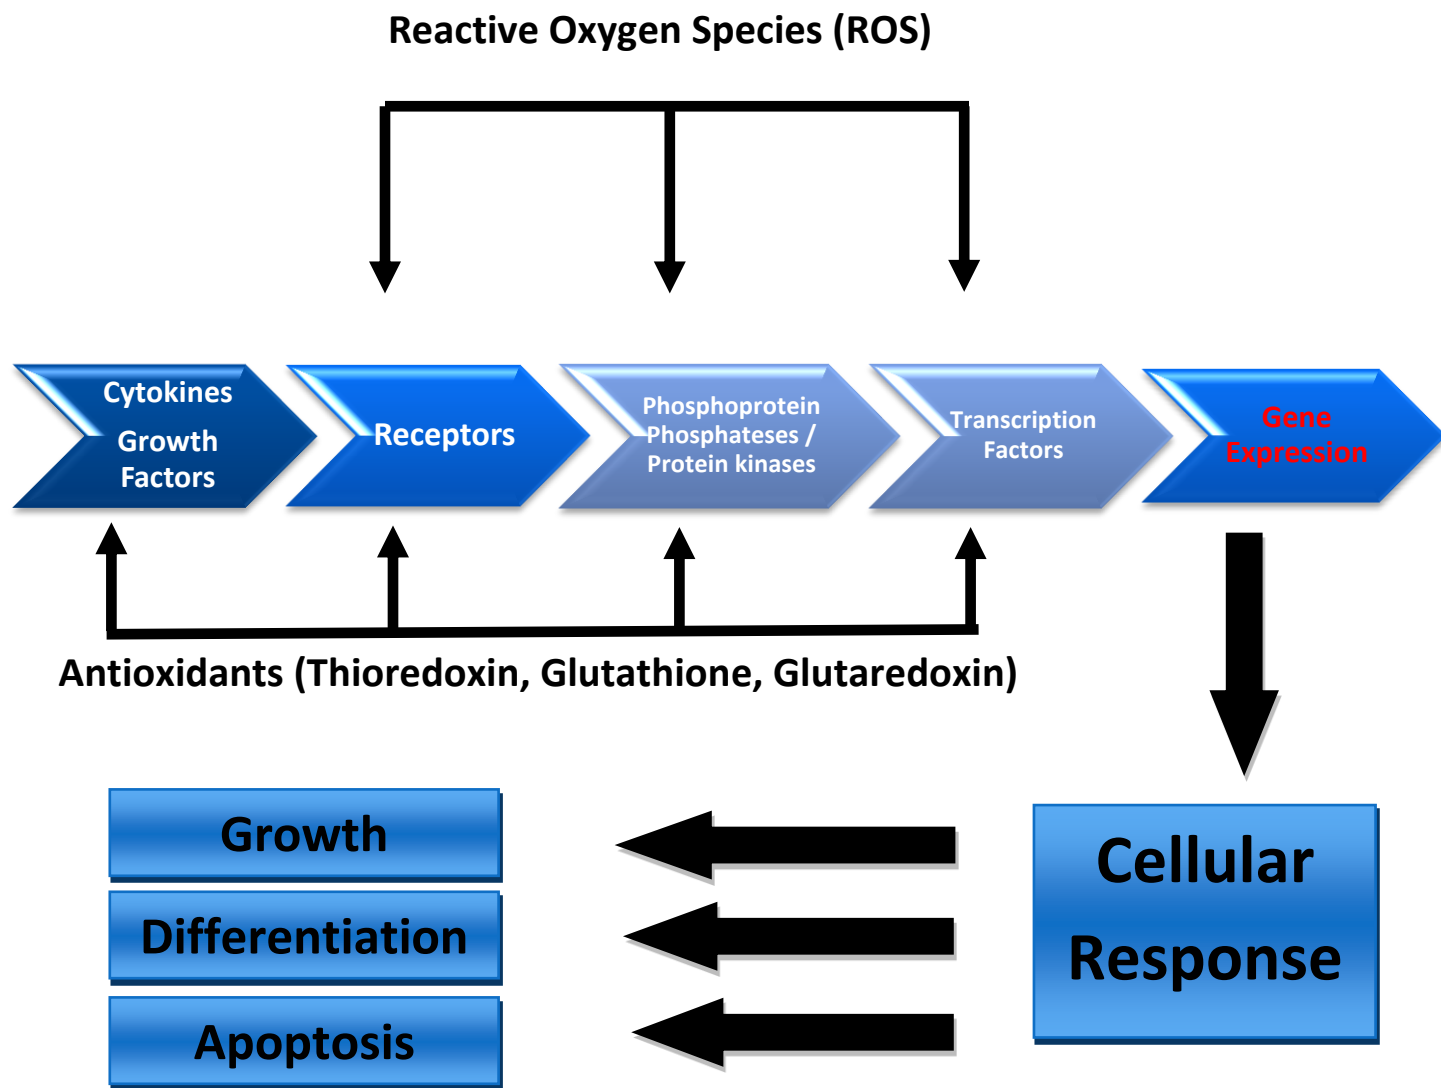 Reactive Oxygen Species (ROS)
Cytokines
Growth
Factors
Receptors
Phosphoprotein
Phosphateses /
Protein kinases
Transcription
Factors
Gene
Expression
Antioxidants (Thioredoxin, Glutathione, Glutaredoxin)
Growth
Differentiation
Apoptosis
Cellular
Response